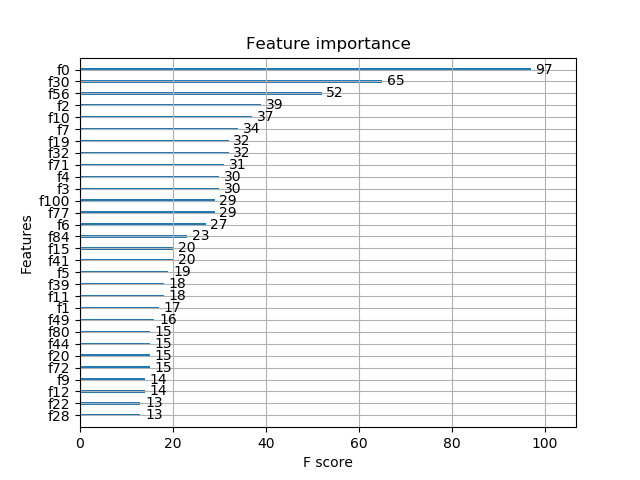 Feature importance
f0 97
f30 65
f56 52
f2 39
f10 37
f7 34
f19 32
f32 32
f71 31
f4 30
f3 30
f100 29
f77 29
f6 27
f84 23
f15 20
f41 20
f5 19
f39 18
f11 18
f1 17
f49 16
f80 15
f44 15
f20 15
f72 15
f9 14
f12 14
f22 13
f28 13
Features
0 20 40 60 80 100
F score